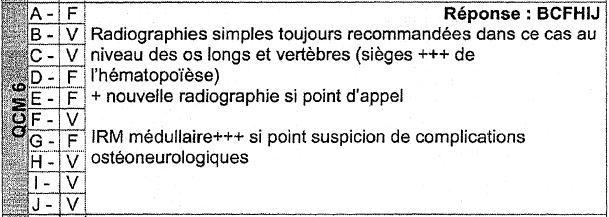 QCM 6
A - F Réponse : BCFHIJ
B - V Radiographies simples toujours recommandées dans ce cas au
C - V niveau des os longs et vertèbres (sièges +++ de
D - F l'hématopoïèse)
E - F + nouvelle radiographie si point d'appel
F - V
G - F IRM médullaire+++ si point suspicion de complications
H - V ostéoneurologiques
I - V
J - V